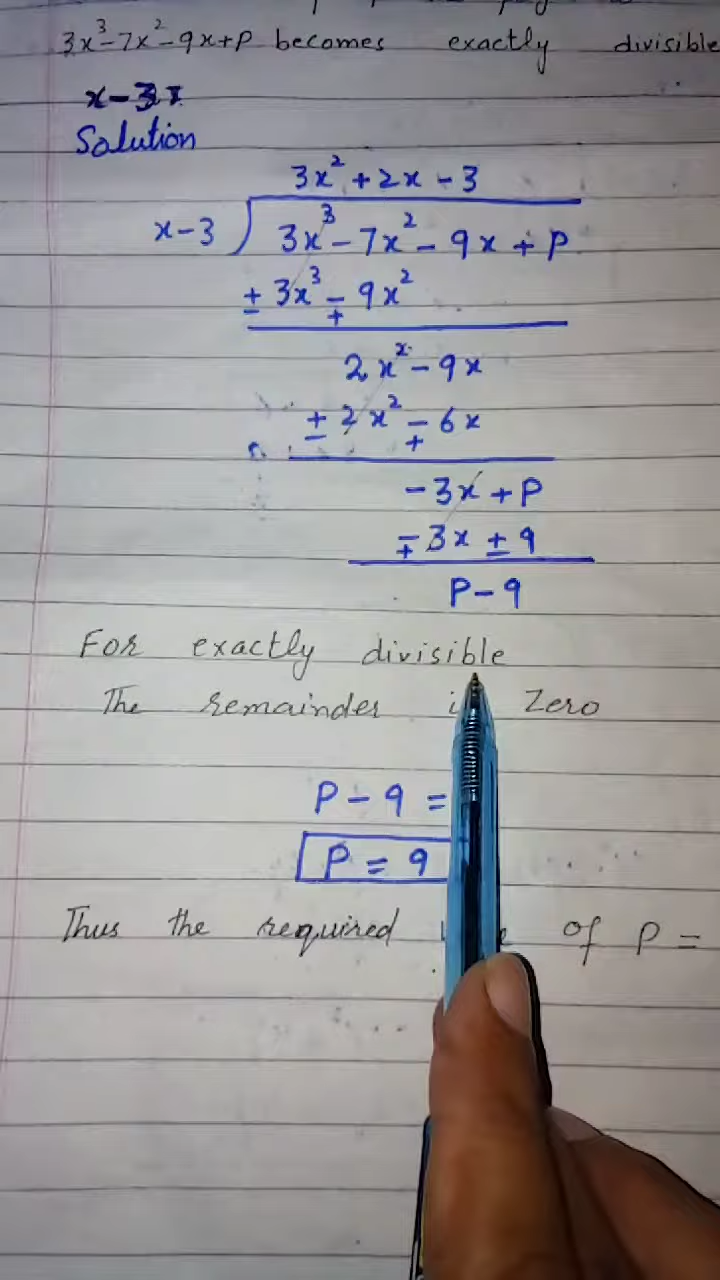 3x³-7x²-9x+P becomes exactly divisible
x-3
Solution
3x²+2x-3
x-3 3x³-7x²-9x+P
± 3x³ ∓ 9x²
2x²-9x
± 2x² ∓ 6x
-3x+P
∓ 3x ± 9
P-9
For exactly divisible
The remainder Zero
P-9 =
P = 9
Thus the required of P =